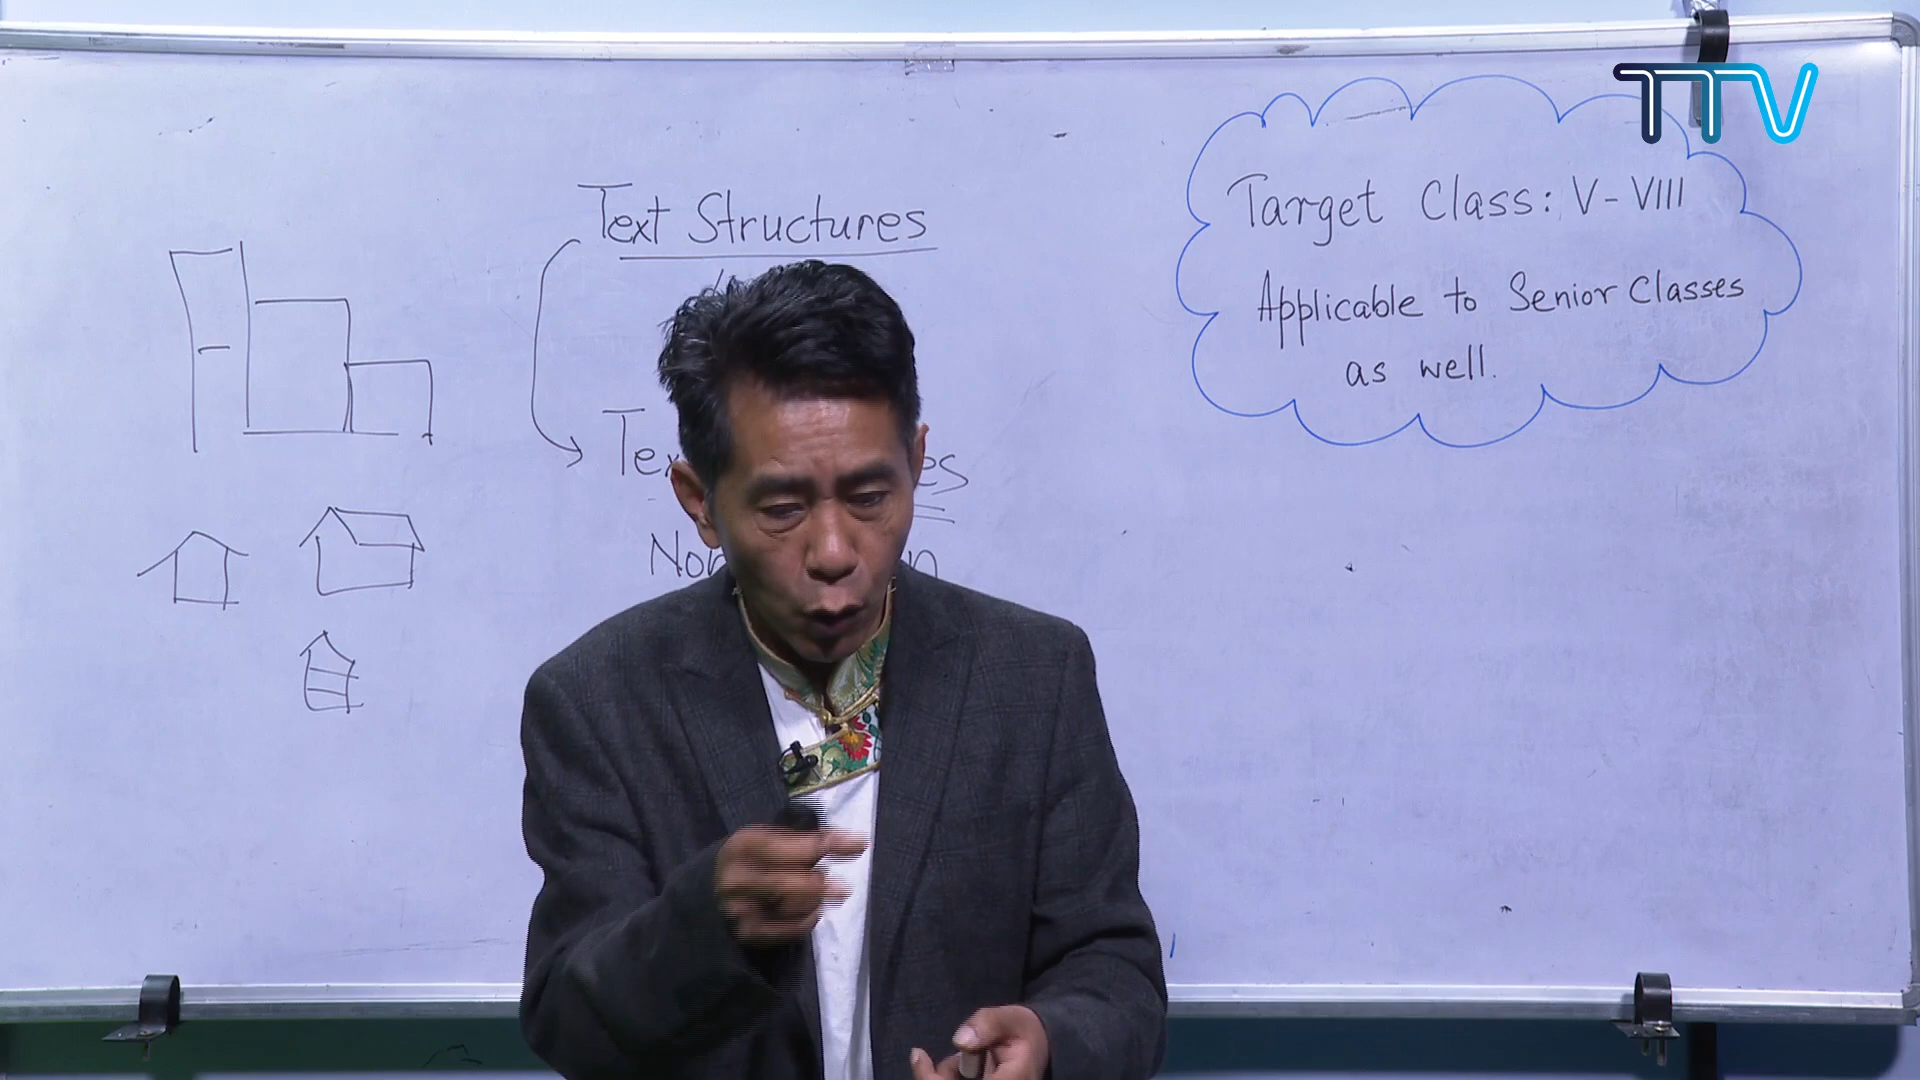 TTV
Target Class: V-VIII
Applicable to Senior Classes
as well.
Text Structures